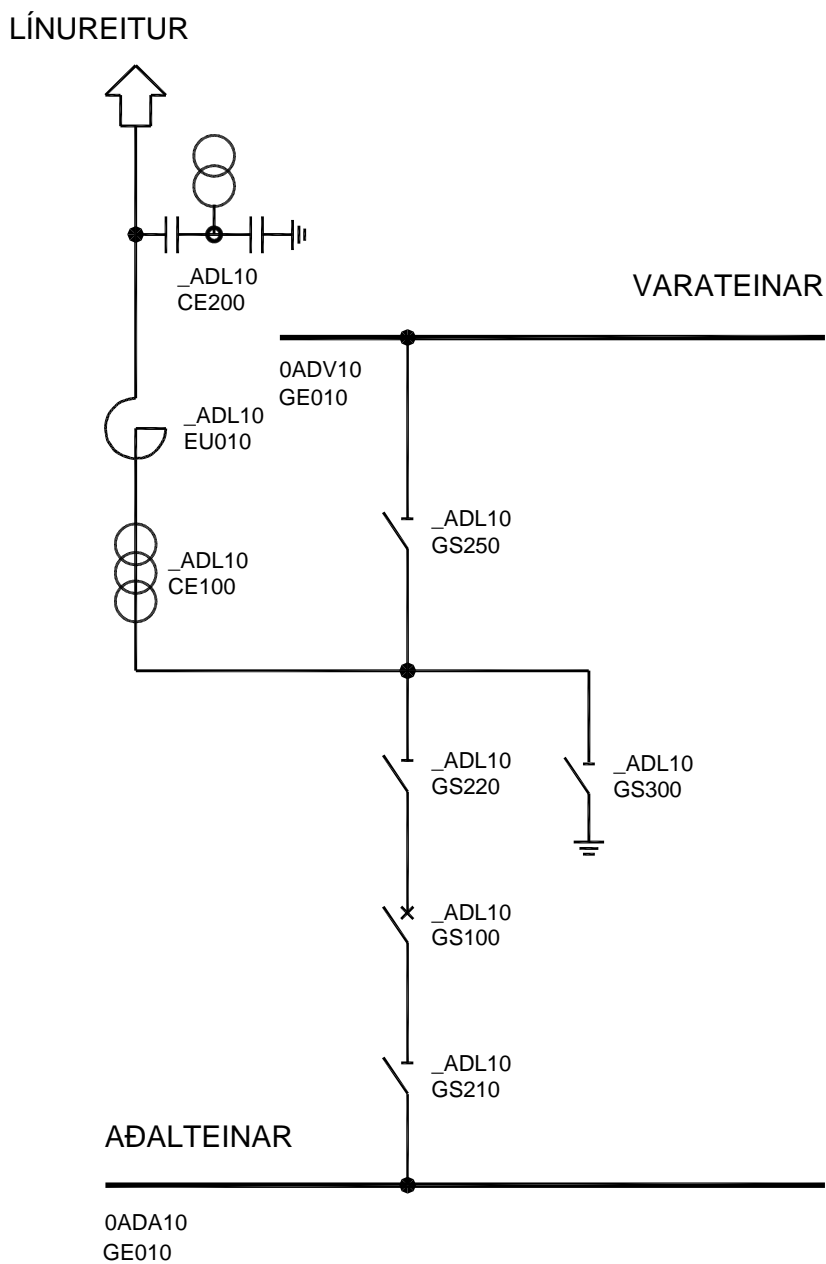 LÍNUREITUR
_ADL10
CE200
VARATEINAR
0ADV10
GE010
_ADL10
EU010
_ADL10
GS250
_ADL10
CE100
_ADL10
GS220
_ADL10
GS300
_ADL10
GS100
_ADL10
GS210
AÐALTEINAR
0ADA10
GE010